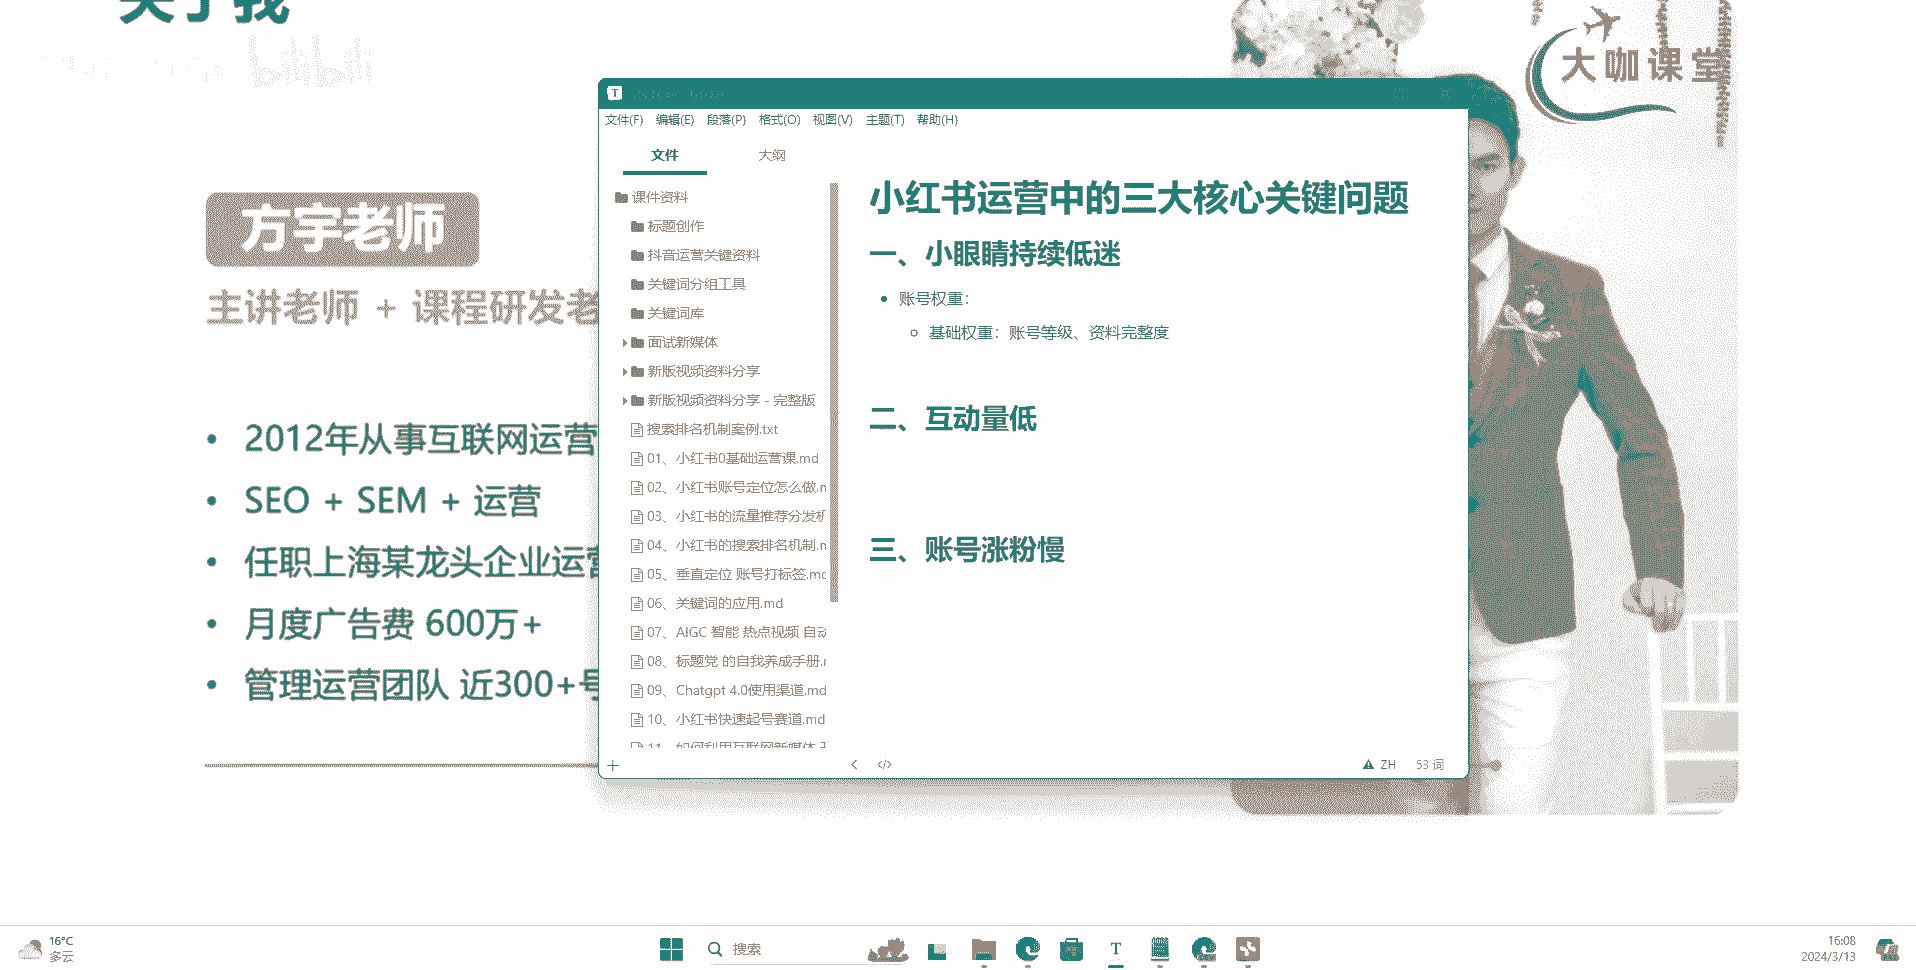 关于我
bilibili
大咖课堂
方宇老师
主讲老师 + 课程研发老
2012年从事互联网运营
SEO + SEM + 运营
任职上海某龙头企业运营
月度广告费 600万+
管理运营团队 近300+号
文件(F) 编辑(E) 段落(P) 格式(O) 视图(V) 主题(T) 帮助(H)
文件 大纲
课件资料
标题创作
抖音运营关键资料
关键词分组工具
关键词库
面试新媒体
新版视频资料分享
新版视频资料分享 - 完整版
搜索排名机制案例.txt
01、小红书0基础运营课.md
02、小红书账号定位怎么做.m
03、小红书的流量推荐分发机
04、小红书的搜索排名机制.m
05、垂直定位 账号打标签.md
06、关键词的应用.md
07、AIGC 智能 热点视频 自动
08、标题党 的自我养成手册.m
09、Chatgpt 4.0使用渠道.md
10、小红书快速起号赛道.md
11、如何利用互联网新媒体
小红书运营中的三大核心关键问题
一、小眼睛持续低迷
账号权重：
基础权重：账号等级、资料完整度
二、互动量低
三、账号涨粉慢
ZH 53 词
16°C
多云
搜索
16:08
2024/3/13